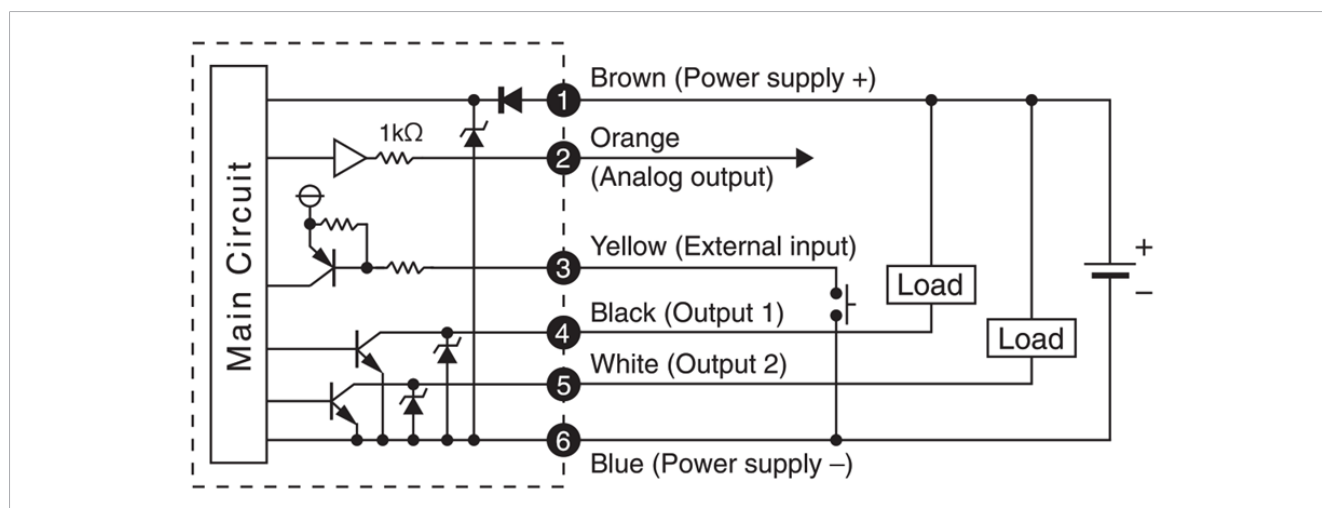 Main Circuit
1kΩ
1
Brown (Power supply +)
2
Orange
(Analog output)
3
Yellow (External input)
4
Black (Output 1)
5
White (Output 2)
6
Blue (Power supply –)
Load
Load
+
–